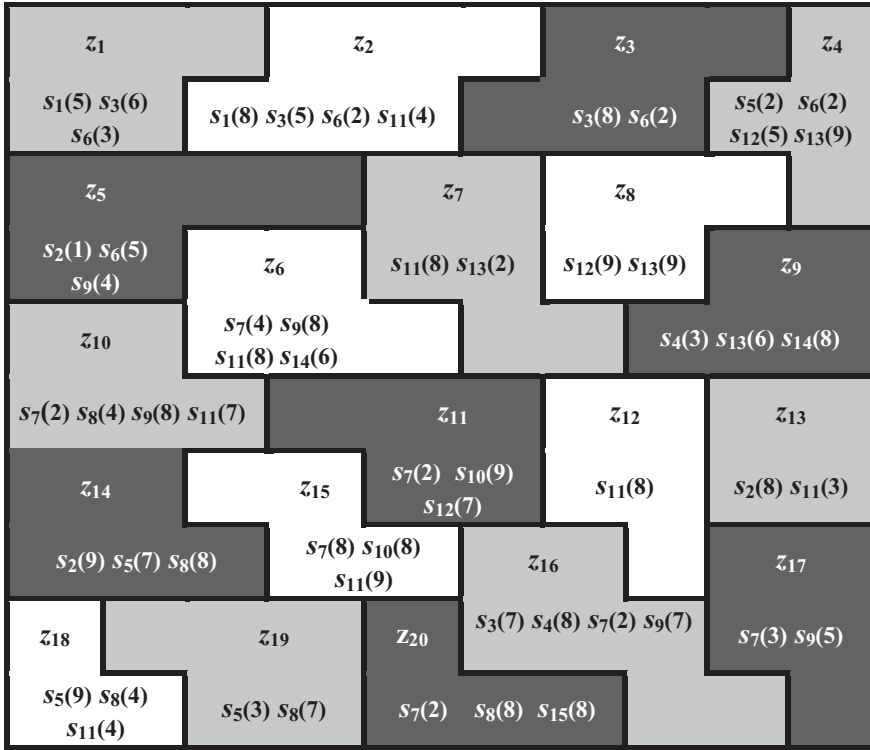 z1 z2 z3 z4
s1(5) s3(6)
s6(3)
s1(8) s3(5) s6(2) s11(4)
s3(8) s6(2)
s5(2) s6(2)
s12(5) s13(9)
z5 z7 z8
s2(1) s6(5)
s9(4)
z6
s11(8) s13(2)
s12(9) s13(9)
z9
z10
s7(4) s9(8)
s11(8) s14(6)
s4(3) s13(6) s14(8)
s7(2) s8(4) s9(8) s11(7)
z11 z12 z13
z14 z15
s7(2) s10(9)
s12(7)
s11(8)
s2(8) s11(3)
s2(9) s5(7) s8(8)
s7(8) s10(8)
s11(9)
z16 z17
z18 z19 z20
s3(7) s4(8) s7(2) s9(7)
s7(3) s9(5)
s5(9) s8(4)
s11(4)
s5(3) s8(7)
s7(2) s8(8) s15(8)